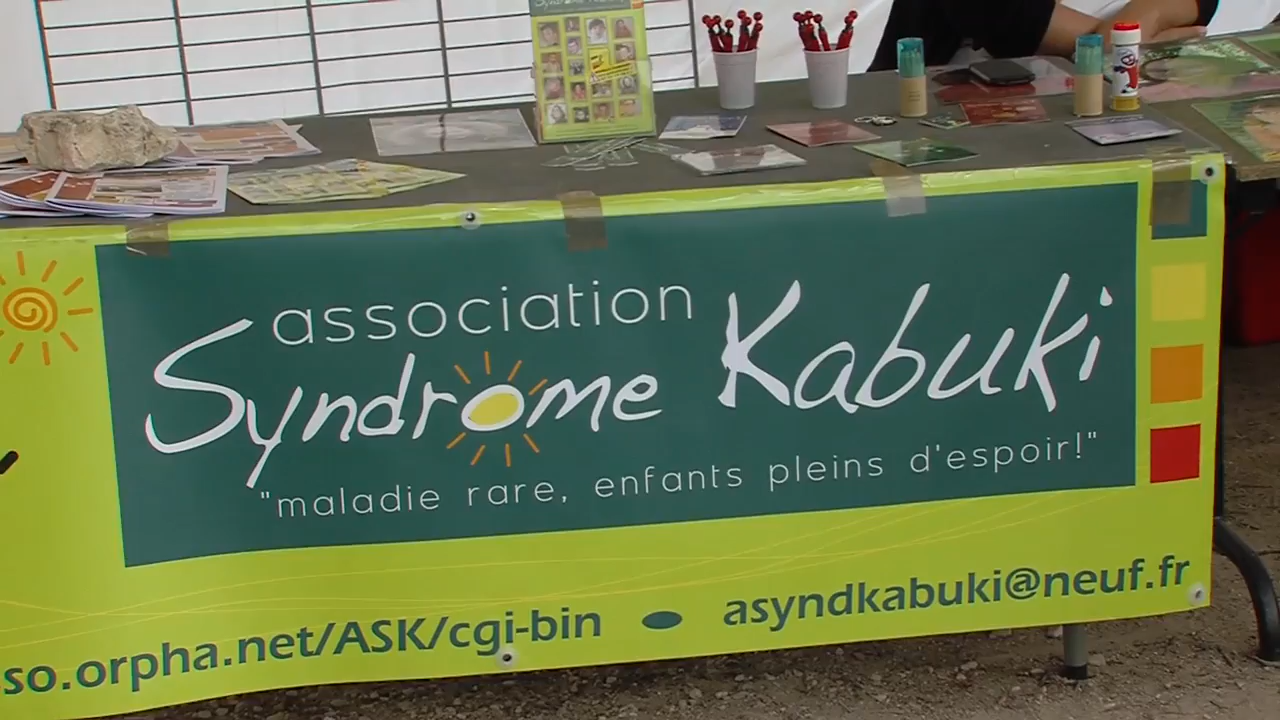 association
Syndrome Kabuki
"maladie rare, enfants pleins d'espoir!"
so.orpha.net/ASK/cgi-bin
asyndkabuki@neuf.fr